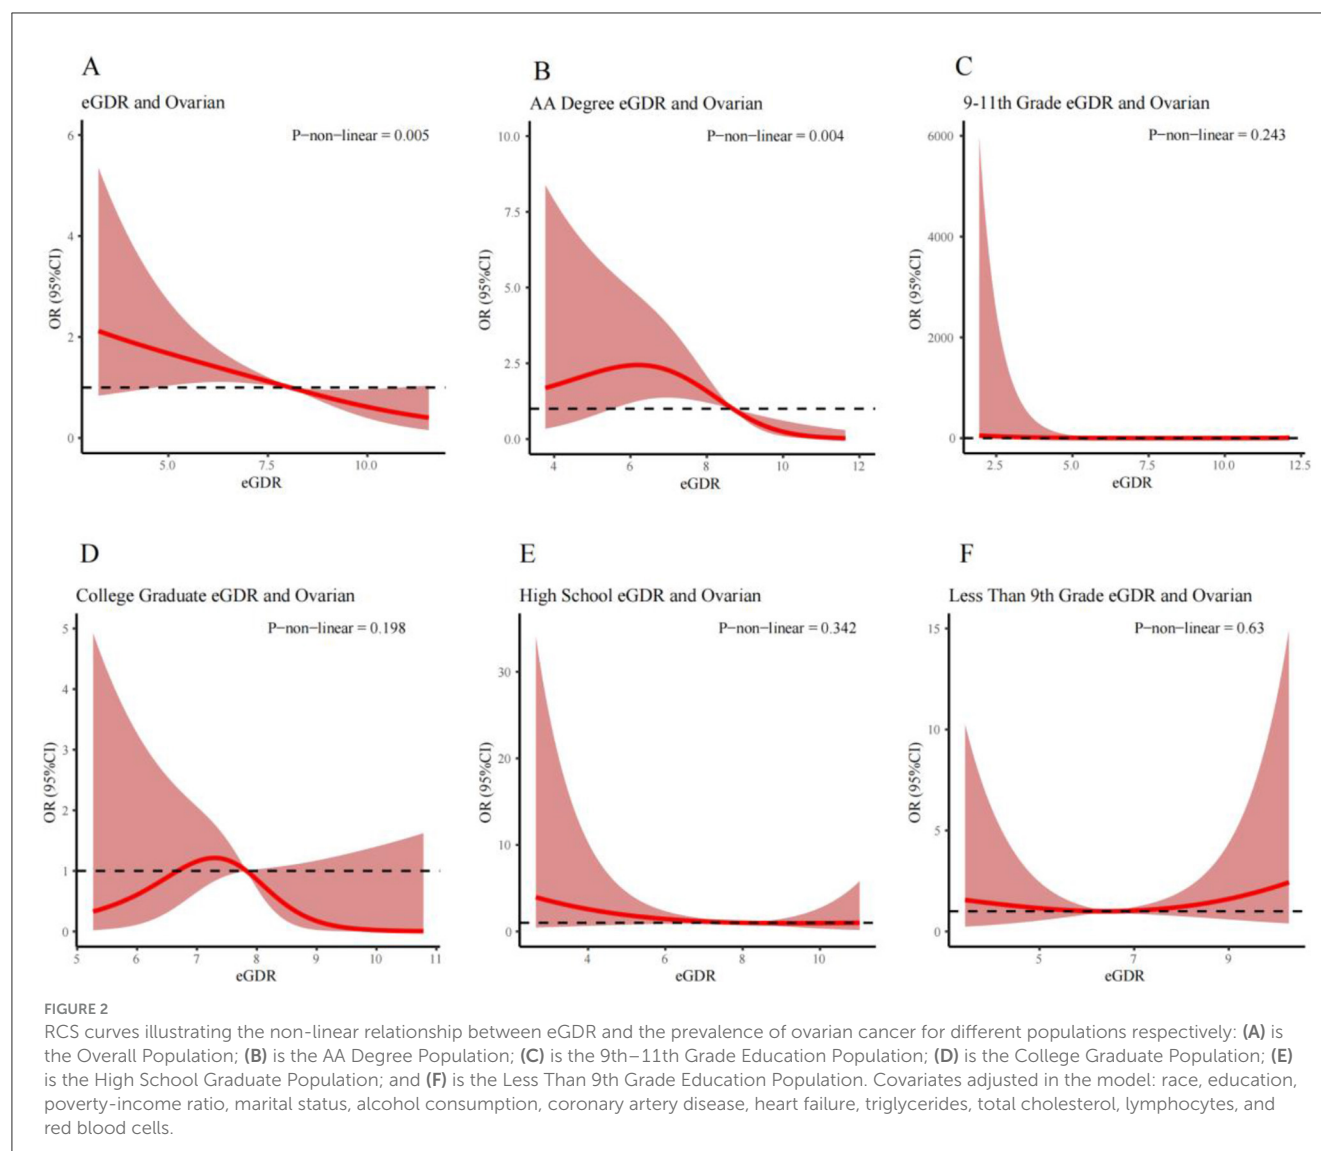 A
eGDR and Ovarian
P−non−linear = 0.005
OR (95%CI)
6
4
2
0
5.0 7.5 10.0
eGDR
B
AA Degree eGDR and Ovarian
P−non−linear = 0.004
OR (95%CI)
10.0
7.5
5.0
2.5
0.0
4 6 8 10 12
eGDR
C
9-11th Grade eGDR and Ovarian
P−non−linear = 0.243
OR (95%CI)
6000
4000
2000
0
2.5 5.0 7.5 10.0 12.5
eGDR
D
College Graduate eGDR and Ovarian
P−non−linear = 0.198
OR (95%CI)
5
4
3
2
1
0
5 6 7 8 9 10 11
eGDR
E
High School eGDR and Ovarian
P−non−linear = 0.342
OR (95%CI)
30
20
10
0
4 6 8 10
eGDR
F
Less Than 9th Grade eGDR and Ovarian
P−non−linear = 0.63
OR (95%CI)
15
10
5
0
5 7 9
eGDR
FIGURE 2
RCS curves illustrating the non-linear relationship between eGDR and the prevalence of ovarian cancer for different populations respectively: (A) is
the Overall Population; (B) is the AA Degree Population; (C) is the 9th–11th Grade Education Population; (D) is the College Graduate Population; (E)
is the High School Graduate Population; and (F) is the Less Than 9th Grade Education Population. Covariates adjusted in the model: race, education,
poverty-income ratio, marital status, alcohol consumption, coronary artery disease, heart failure, triglycerides, total cholesterol, lymphocytes, and
red blood cells.